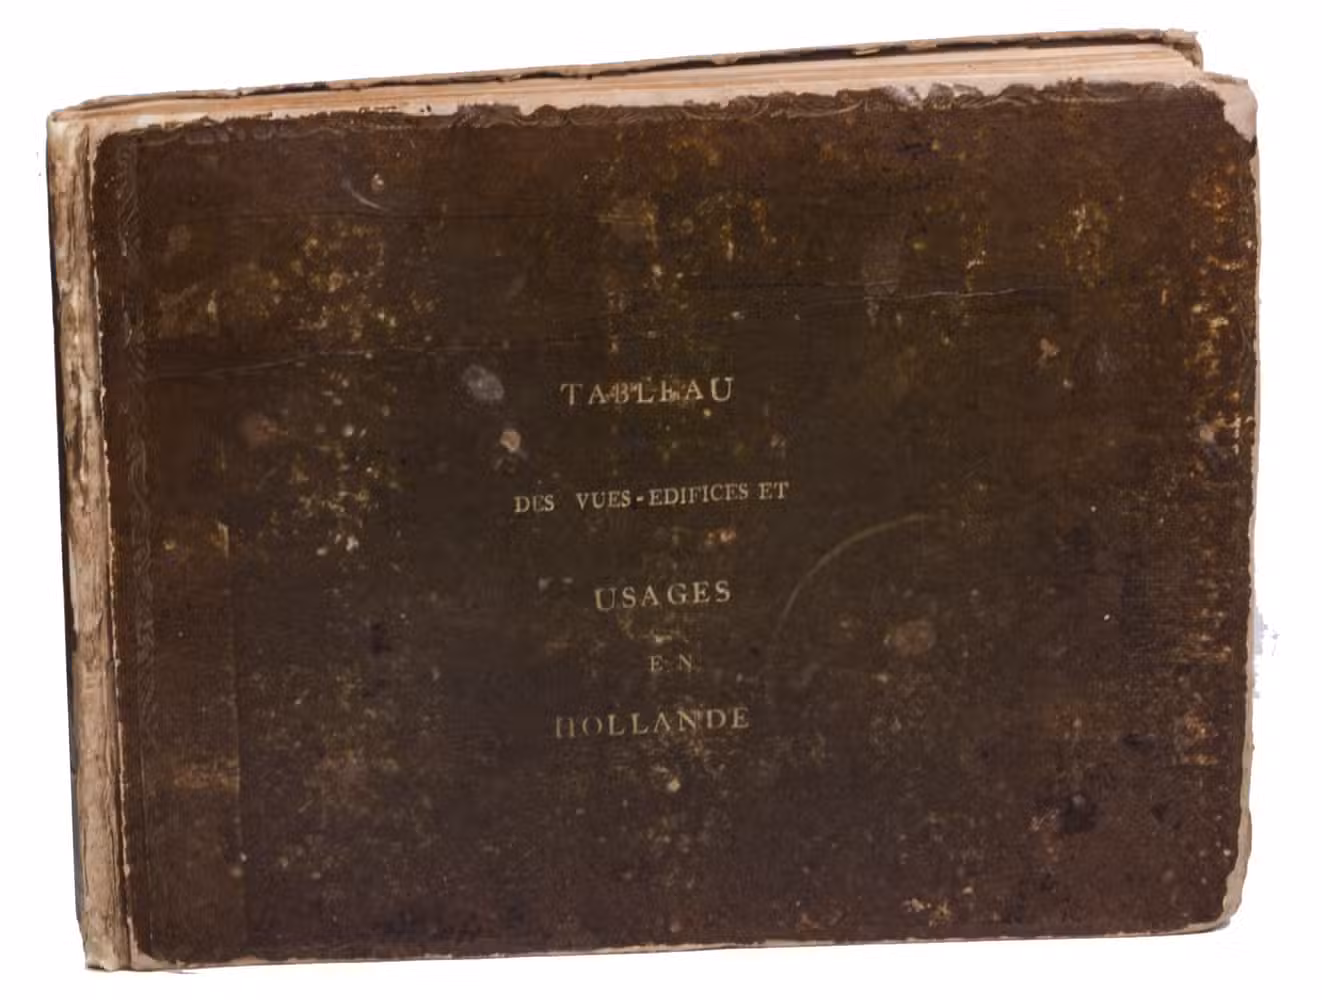 TABLEAU
DES VUES-EDIFICES ET
USAGES
EN
HOLLANDE